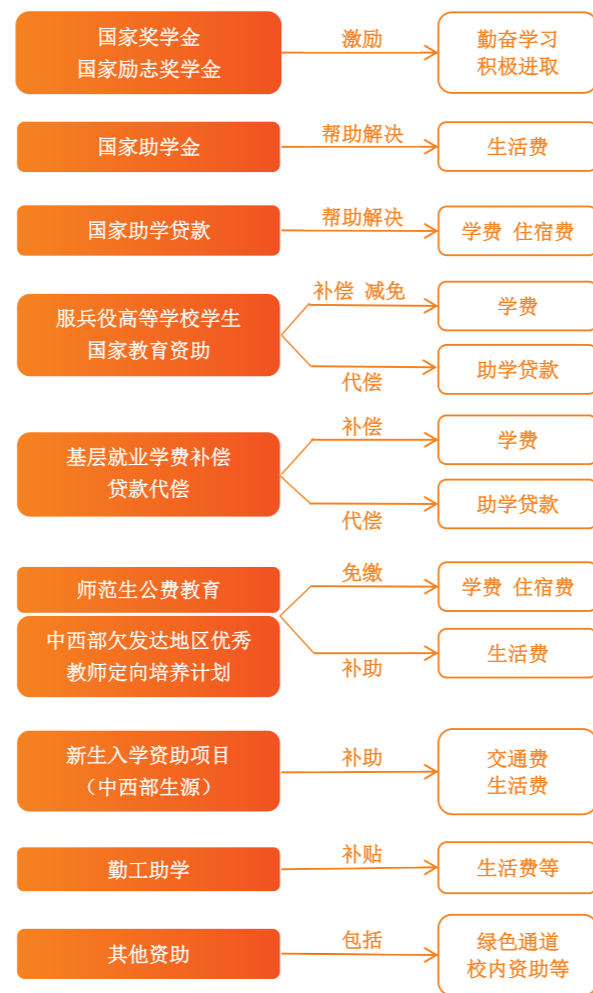 国家奖学金
国家励志奖学金
激励
勤奋学习
积极进取
国家助学金
帮助解决
生活费
国家助学贷款
帮助解决
学费 住宿费
服兵役高等学校学生
国家教育资助
补偿 减免
学费
代偿
助学贷款
基层就业学费补偿
贷款代偿
补偿
学费
代偿
助学贷款
师范生公费教育
中西部欠发达地区优秀
教师定向培养计划
免缴
学费 住宿费
补助
生活费
新生入学资助项目
（中西部生源）
补助
交通费
生活费
勤工助学
补贴
生活费等
其他资助
包括
绿色通道
校内资助等